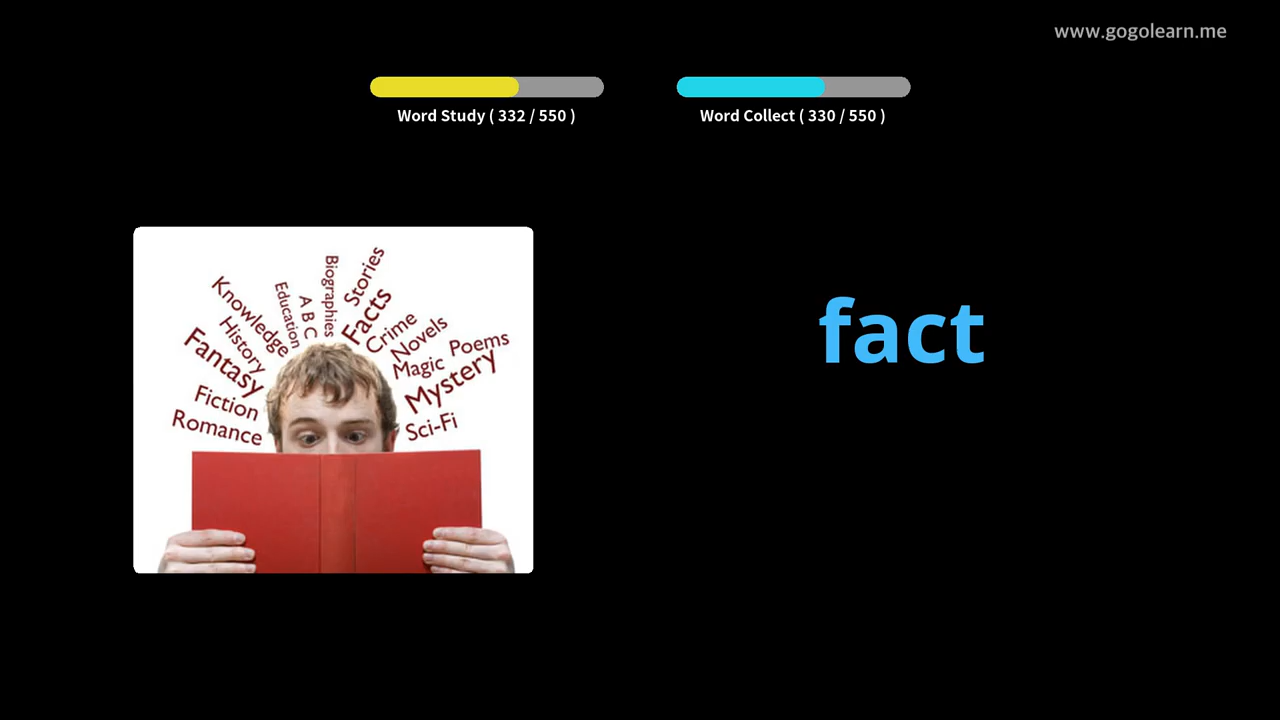 www.gogolearn.me
Word Study ( 332 / 550 )
Word Collect ( 330 / 550 )
Romance
Fiction
Fantasy
History
Knowledge
Education
A B C
Biographies
Stories
Facts
Crime
Novels
Magic
Poems
Mystery
Sci-Fi
fact